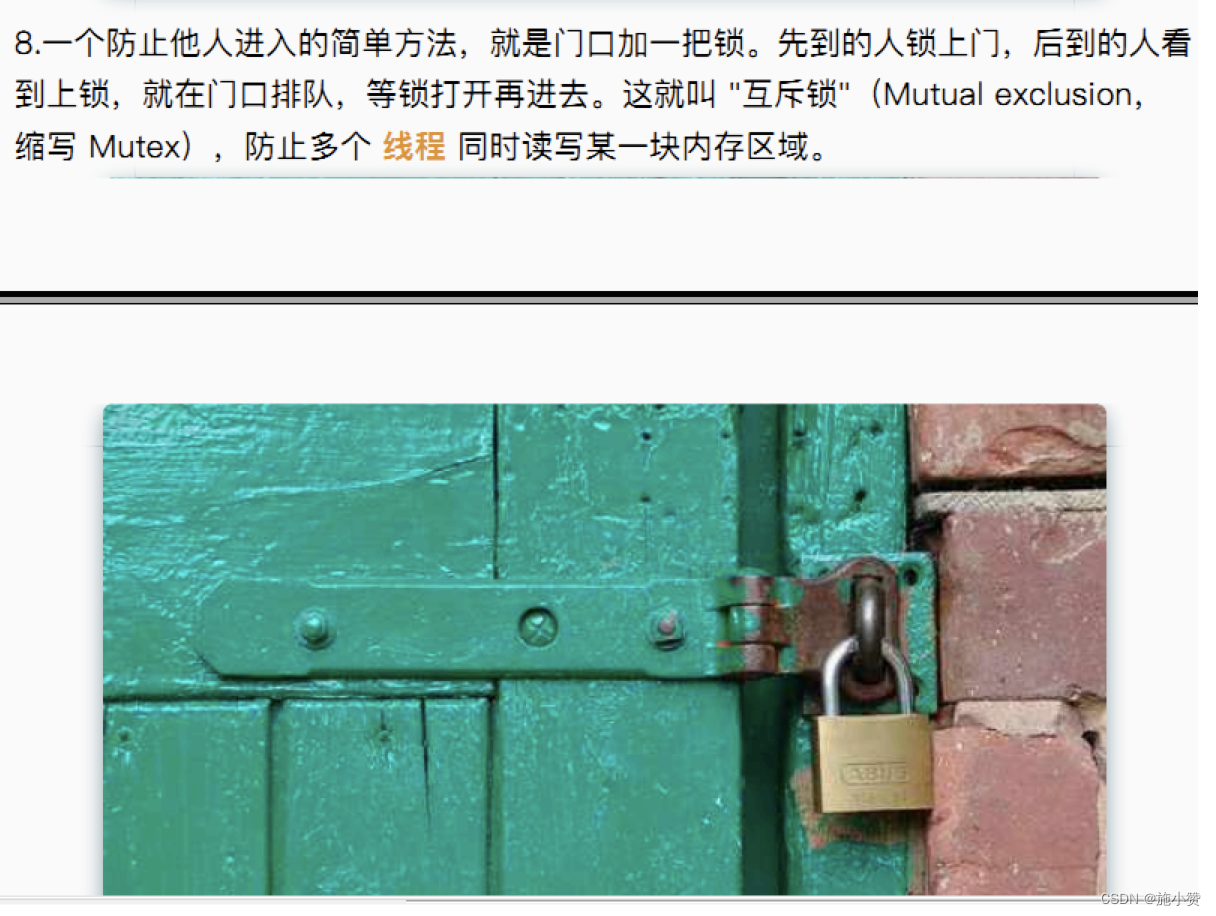 8.一个防止他人进入的简单方法，就是门口加一把锁。先到的人锁上门，后到的人看
到上锁，就在门口排队，等锁打开再进去。这就叫 "互斥锁"（Mutual exclusion，
缩写 Mutex），防止多个 线程 同时读写某一块内存区域。
ABUS
CSDN @施小赞